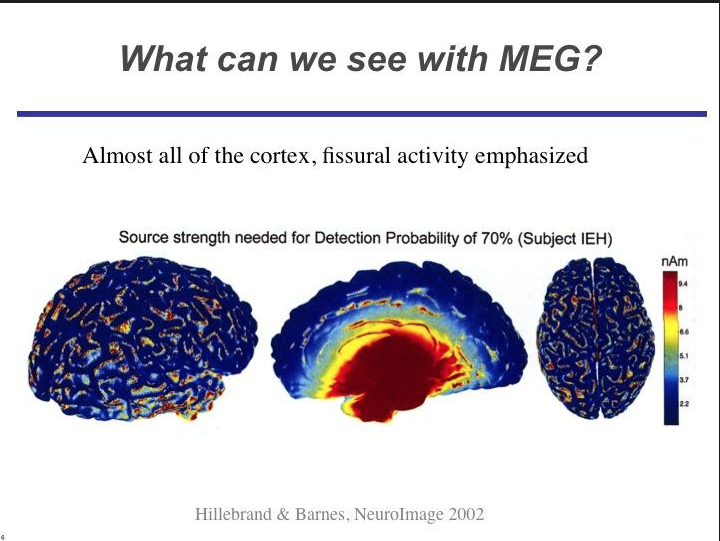 What can we see with MEG?
Almost all of the cortex, fissural activity emphasized
Source strength needed for Detection Probability of 70% (Subject IEH)
nAm
9.4
8
6.6
5.1
3.7
2.2
Hillebrand & Barnes, NeuroImage 2002
6